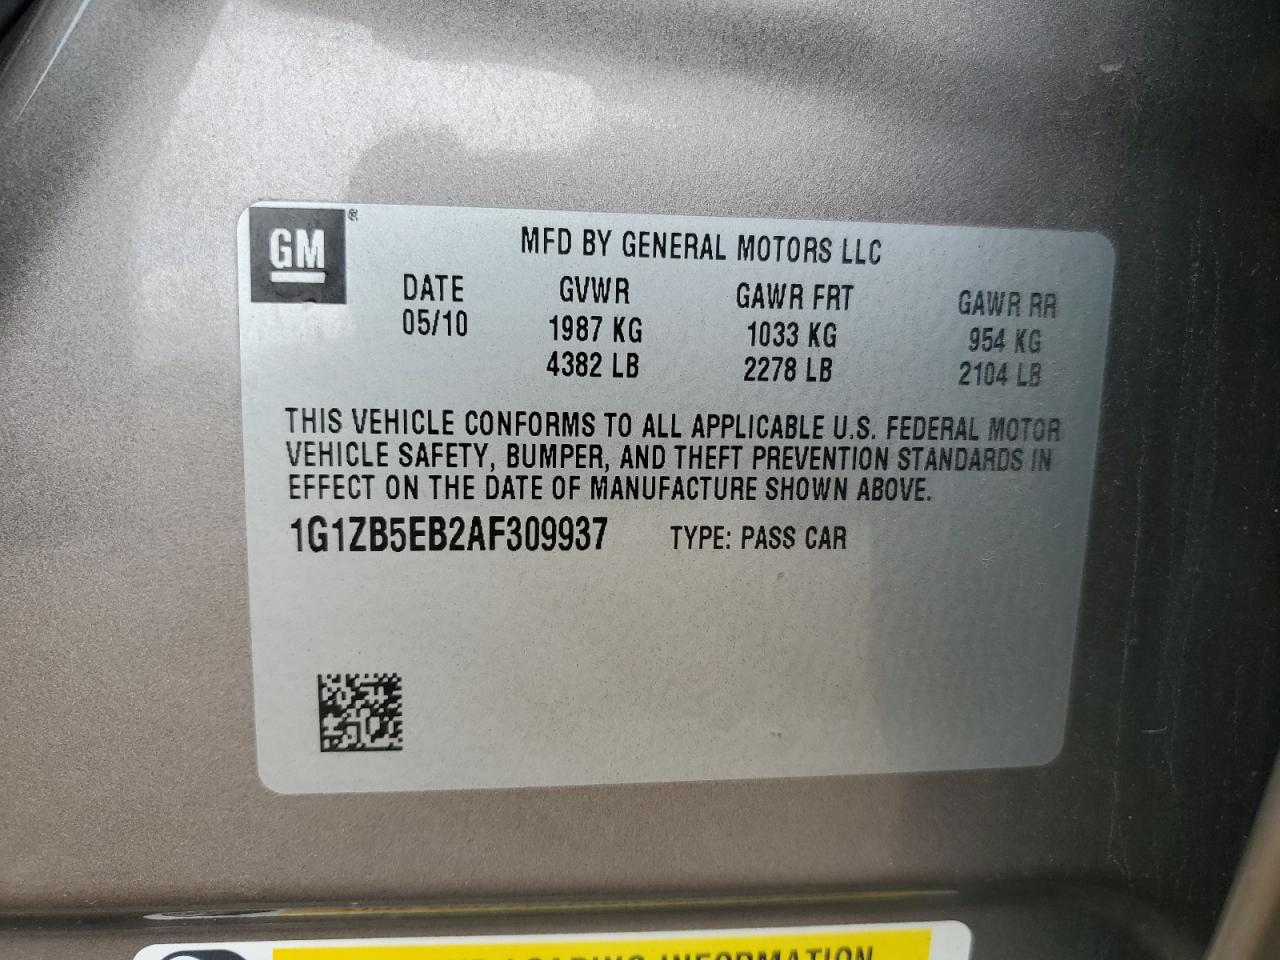 GM ®
MFD BY GENERAL MOTORS LLC
DATE GVWR GAWR FRT GAWR RR
05/10 1987 KG 1033 KG 954 KG
4382 LB 2278 LB 2104 LB
THIS VEHICLE CONFORMS TO ALL APPLICABLE U.S. FEDERAL MOTOR
VEHICLE SAFETY, BUMPER, AND THEFT PREVENTION STANDARDS IN
EFFECT ON THE DATE OF MANUFACTURE SHOWN ABOVE.
1G1ZB5EB2AF309937 TYPE: PASS CAR
LOADING INFORMATION